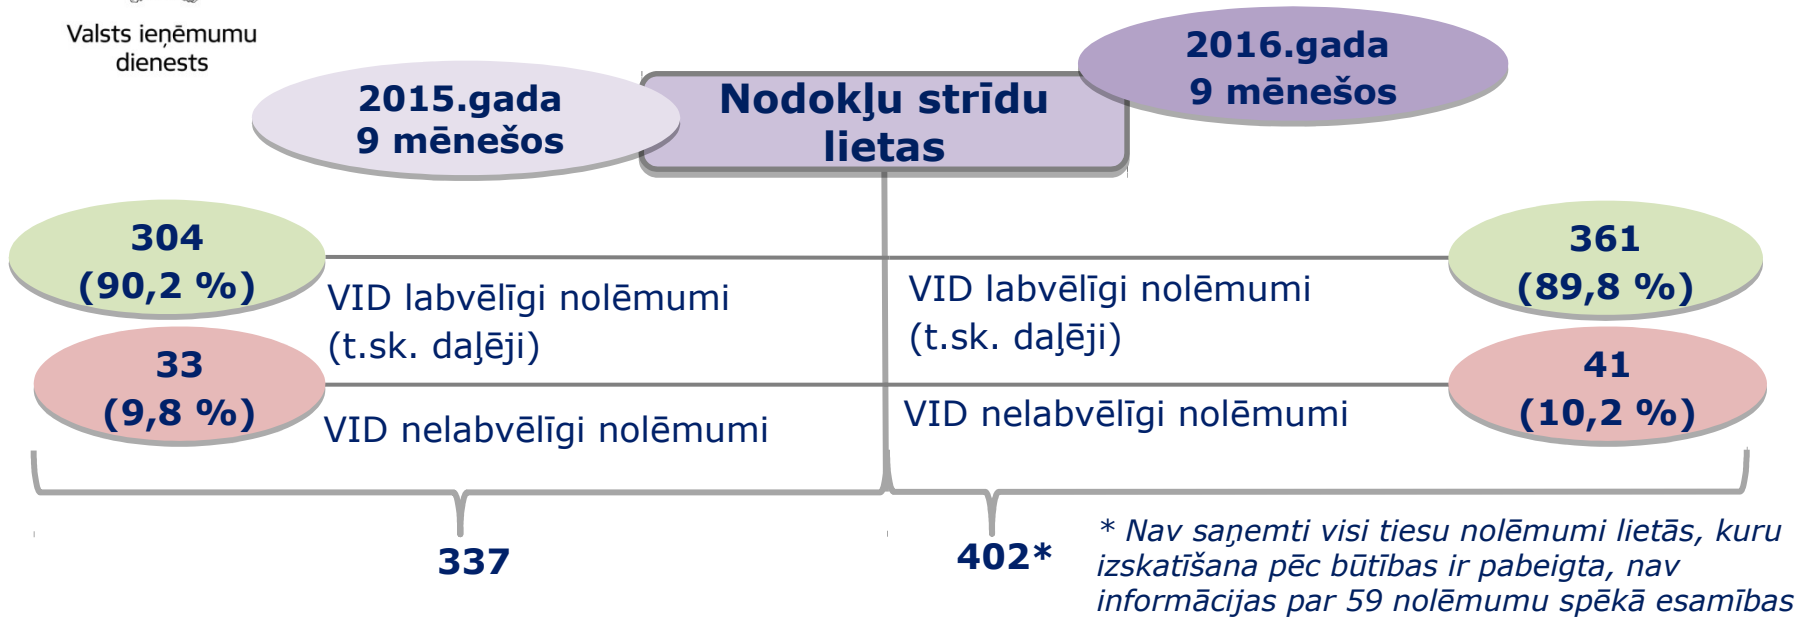 Valsts ieņēmumu
dienests
2015.gada
9 mēnešos
Nodokļu strīdu
lietas
2016.gada
9 mēnešos
304
(90,2 %)
VID labvēlīgi nolēmumi
(t.sk. daļēji)
VID labvēlīgi nolēmumi
(t.sk. daļēji)
361
(89,8 %)
33
(9,8 %)
VID nelabvēlīgi nolēmumi
VID nelabvēlīgi nolēmumi
41
(10,2 %)
337
402*
* Nav saņemti visi tiesu nolēmumi lietās, kuru
izskatīšana pēc būtības ir pabeigta, nav
informācijas par 59 nolēmumu spēkā esamības